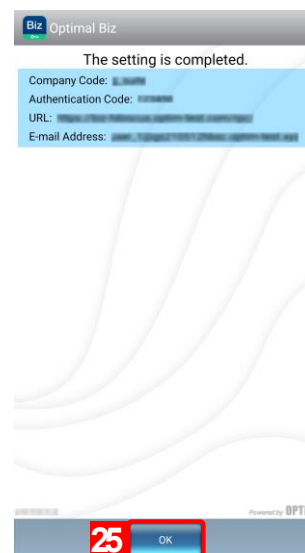 Biz Optimal Biz
The setting is completed.
Company Code:
Authentication Code:
URL:
E-mail Address:
Powered by OPTI
25 OK